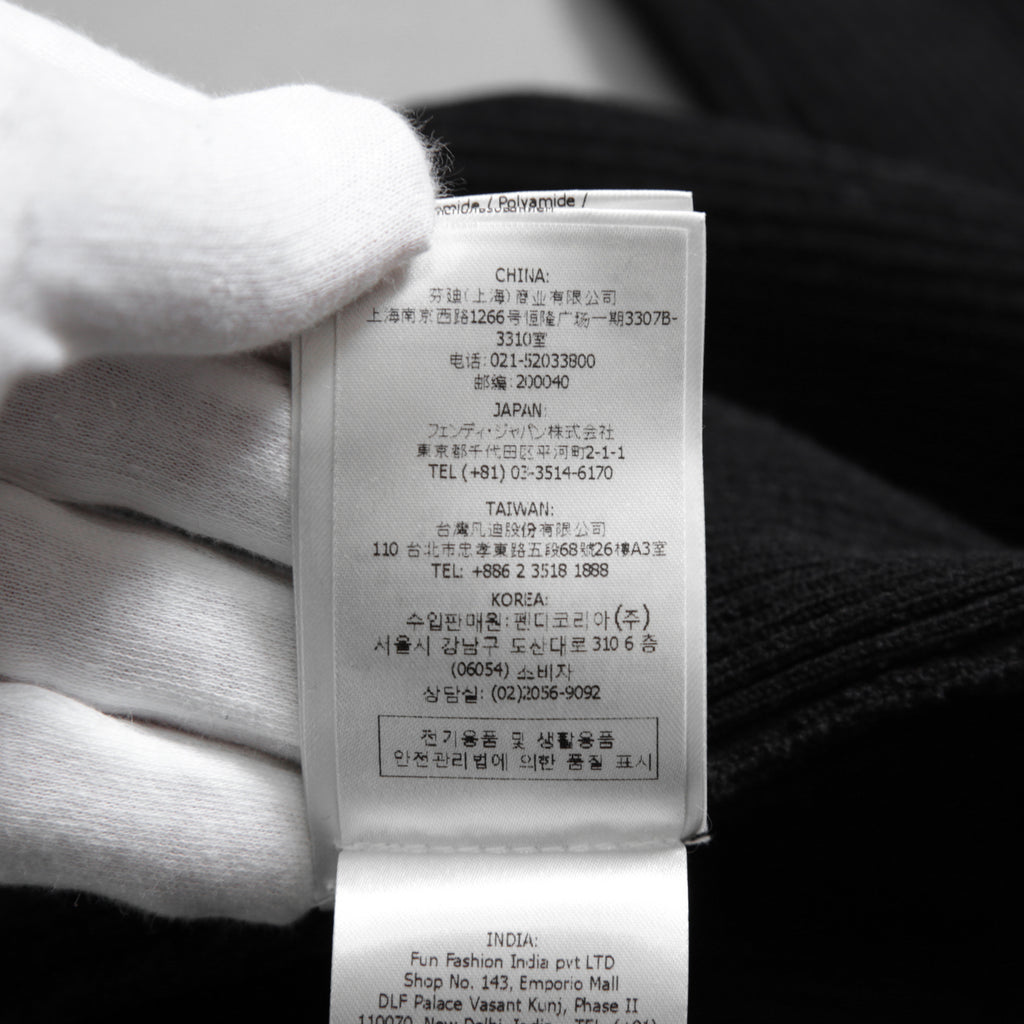 mide / Polyamide /
CHINA:
芬迪(上海)商业有限公司
上海南京西路1266号恒隆广场一期3307B-
3310室
电话: 021-52033800
邮编: 200040
JAPAN:
フェンディ・ジャパン株式会社
東京都千代田区平河町2-1-1
TEL (+81) 03-3514-6170
TAIWAN:
台灣凡迪股份有限公司
110 台北市忠孝東路五段68號26樓A3室
TEL: +886 2 3518 1888
KOREA:
수입판매원: 펜디코리아(주)
서울시 강남구 도산대로 310 6 층
(06054) 소비자
상담실: (02)2056-9092
전기용품 및 생활용품
안전관리법에 의한 품질 표시
INDIA:
Fun Fashion India pvt LTD
Shop No. 143, Emporio Mall
DLF Palace Vasant Kunj, Phase II
110070, New Delhi, India - TEL (+91)